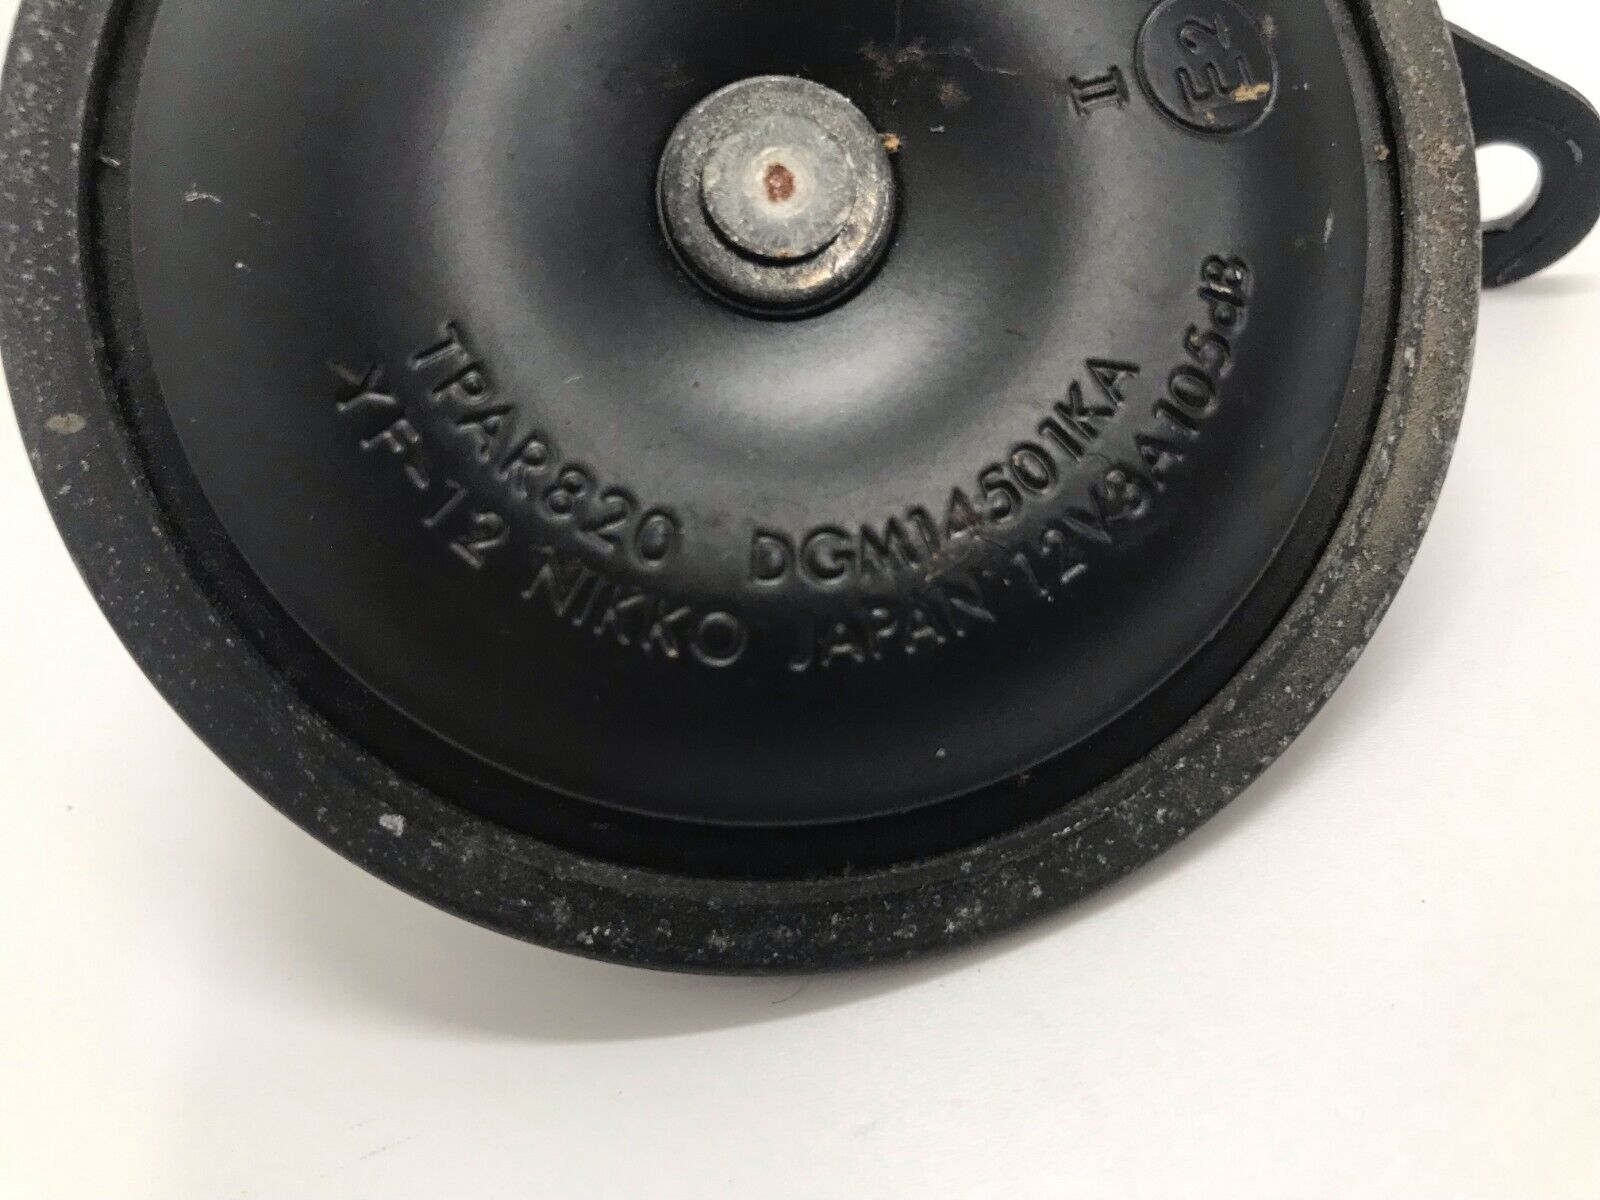 II E2
TPAR820 DGM14501KA
YF-12 NIKKO JAPAN 12V3A105dB